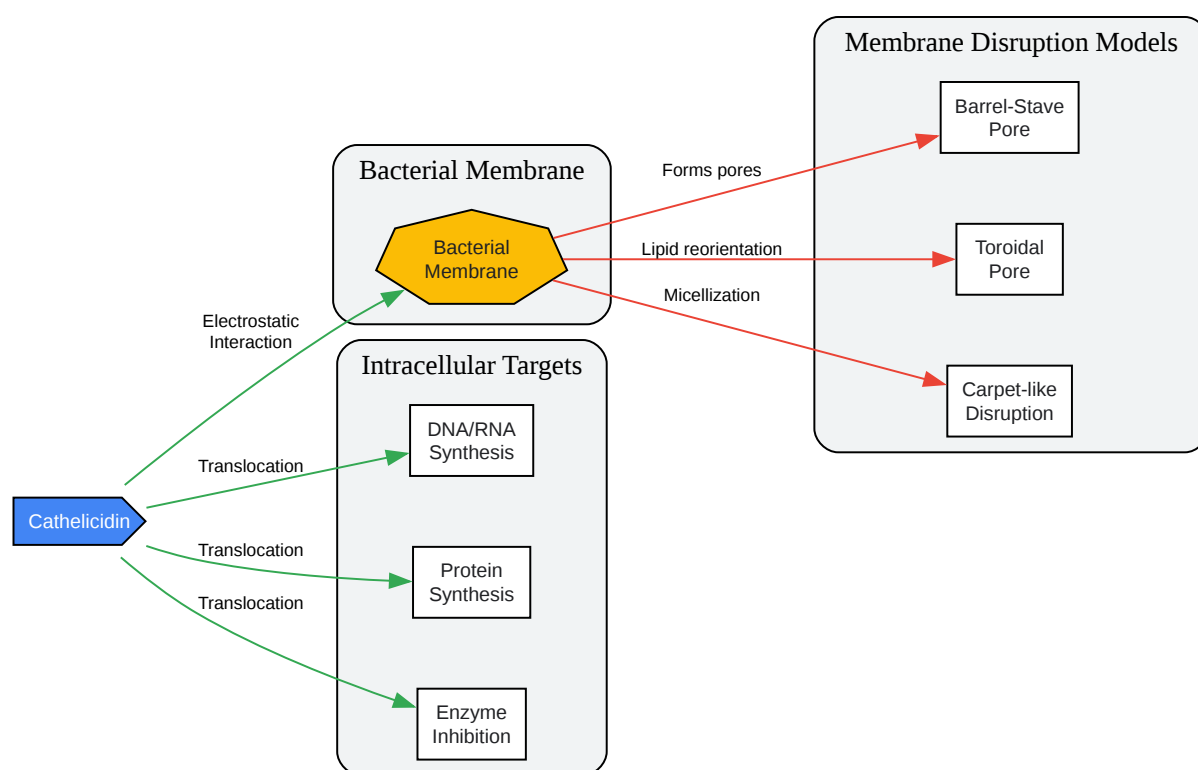 Membrane Disruption Models
Barrel-Stave
Pore
Forms pores
Bacterial Membrane
Bacterial
Membrane
Lipid reorientation
Toroidal
Pore
Micellization
Electrostatic
Interaction
Carpet-like
Disruption
Intracellular Targets
DNA/RNA
Synthesis
Translocation
Cathelicidin
Translocation
Protein
Synthesis
Translocation
Enzyme
Inhibition